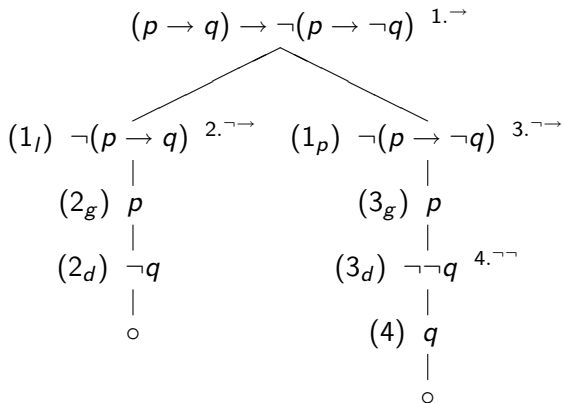 (p → q) → ¬(p → ¬q) 1.→
(1l) ¬(p → q) 2.¬→ (1p) ¬(p → ¬q) 3.¬→
(2g) p (3g) p
(2d) ¬q (3d) ¬¬q 4.¬¬
∘ (4) q
∘